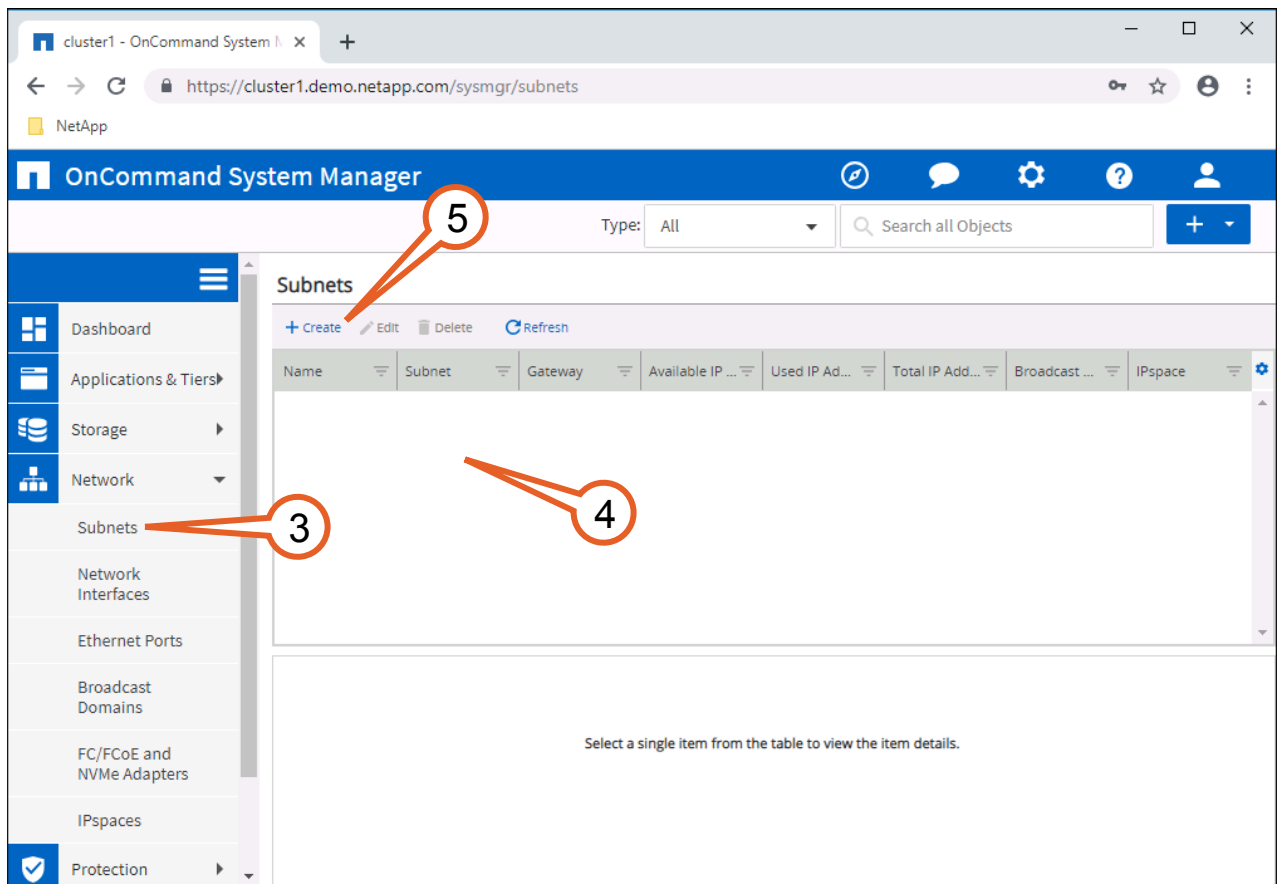 cluster1 - OnCommand System
https://cluster1.demo.netapp.com/sysmgr/subnets
NetApp
OnCommand System Manager
5
Type: All Search all Objects
Subnets
Create Edit Delete Refresh
Name Subnet Gateway Available IP ... Used IP Ad... Total IP Add... Broadcast ... IPspace
Dashboard
Applications & Tiers
Storage
Network
4
3
Subnets
Network
Interfaces
Ethernet Ports
Broadcast
Domains
FC/FCoE and
NVMe Adapters
IPspaces
Protection
Select a single item from the table to view the item details.